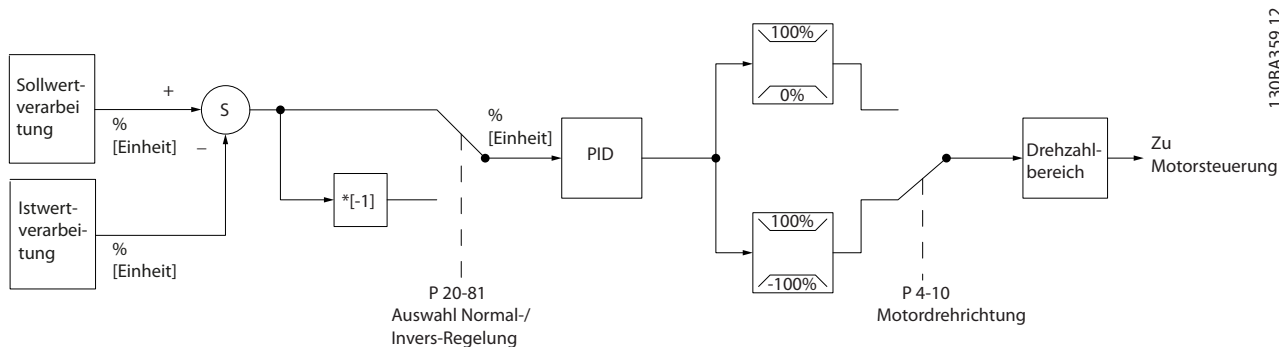 130BA359.12
Sollwert-
verarbei
tung
+
%
[Einheit]
S
–
Istwert-
verarbei-
tung
%
[Einheit]
*[-1]
P 20-81
Auswahl Normal-/
Invers-Regelung
%
[Einheit]
PID
100%
0%
100%
-100%
P 4-10
Motordrehrichtung
Drehzahl-
bereich
Zu
Motorsteuerung